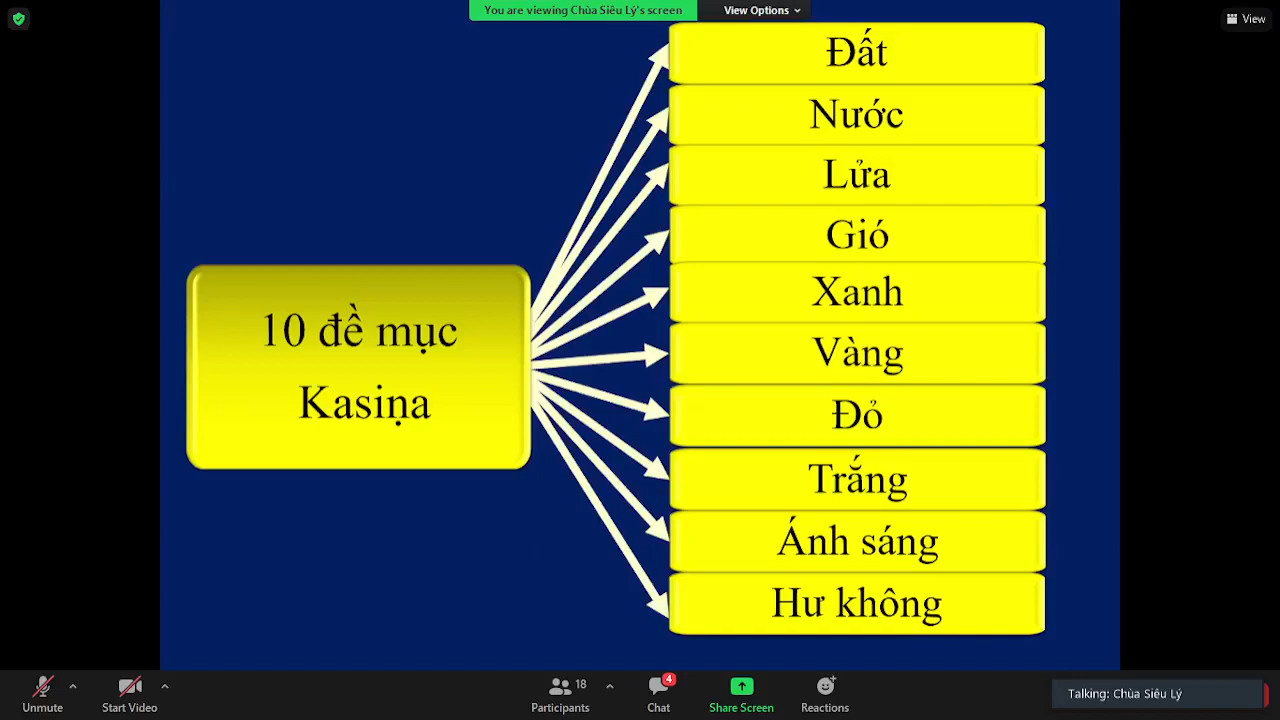 You are viewing Chùa Siêu Lý's screen
View Options
View
Đất
Nước
Lửa
Gió
Xanh
Vàng
Đỏ
Trắng
Ánh sáng
Hư không
10 đề mục
Kasiṇa
Unmute
Start Video
18
Participants
4
Chat
Share Screen
Reactions
Talking: Chùa Siêu Lý